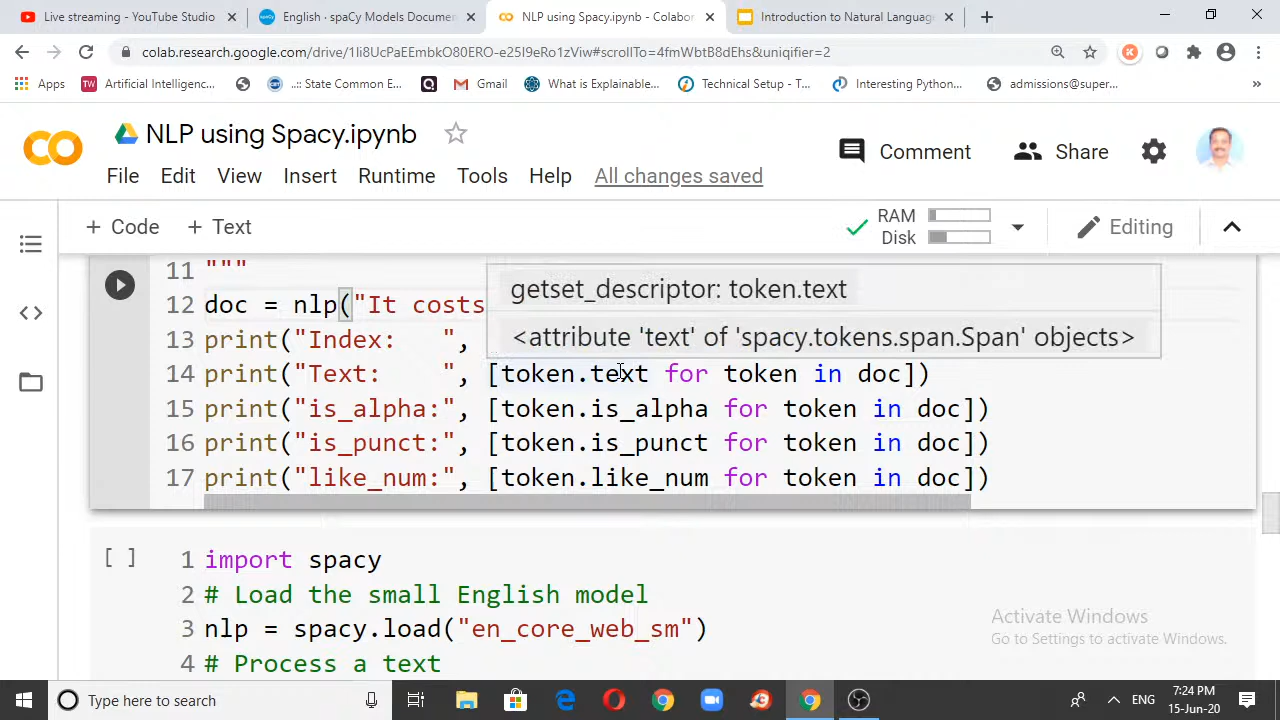 Live streaming - YouTube Studio
English · spaCy Models Docume
NLP using Spacy.ipynb - Colabor
Introduction to Natural Languag
colab.research.google.com/drive/1Ii8UcPaEEmbkO80ERO-e25I9eRo1zViw#scrollTo=4fmWbtB8dEhr&uniqifier=2
Apps
Artificial Intelligenc...
..:: State Common E...
Gmail
What is Explainable...
Technical Setup - T...
Interesting Python...
admissions@super...
»
NLP using Spacy.ipynb
Comment
Share
File Edit View Insert Runtime Tools Help All changes saved
+ Code + Text
RAM
Disk
Editing
11 """
getset_descriptor: token.text
12 doc = nlp("It costs
<attribute 'text' of 'spacy.tokens.span.Span' objects>
13 print("Index:   ",
14 print("Text:    ", [token.text for token in doc])
15 print("is_alpha:", [token.is_alpha for token in doc])
16 print("is_punct:", [token.is_punct for token in doc])
17 print("like_num:", [token.like_num for token in doc])
[ ] 1 import spacy
2 # Load the small English model
3 nlp = spacy.load("en_core_web_sm")
4 # Process a text
Activate Windows
Go to Settings to activate Windows.
Type here to search
ENG
7:24 PM
15-Jun-20